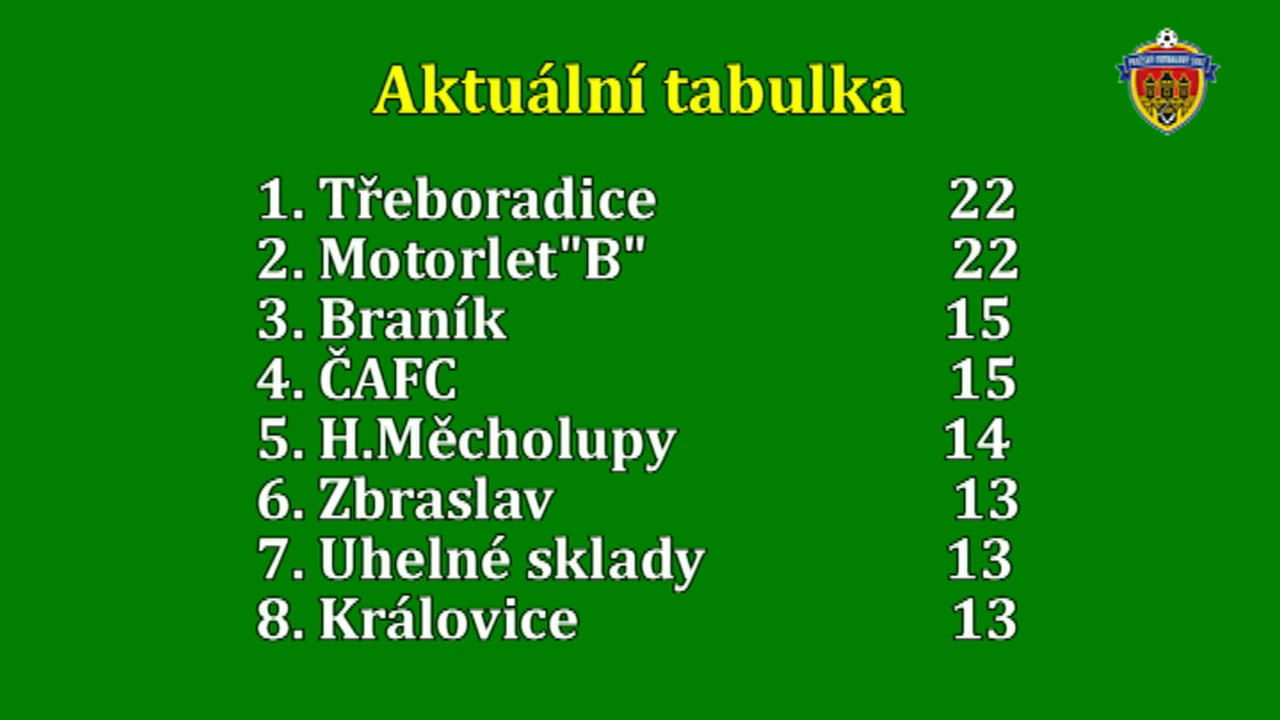 Aktuální tabulka
1. Třeboradice 22
2. Motorlet"B" 22
3. Braník 15
4. ČAFC 15
5. H.Měcholupy 14
6. Zbraslav 13
7. Uhelné sklady 13
8. Královice 13